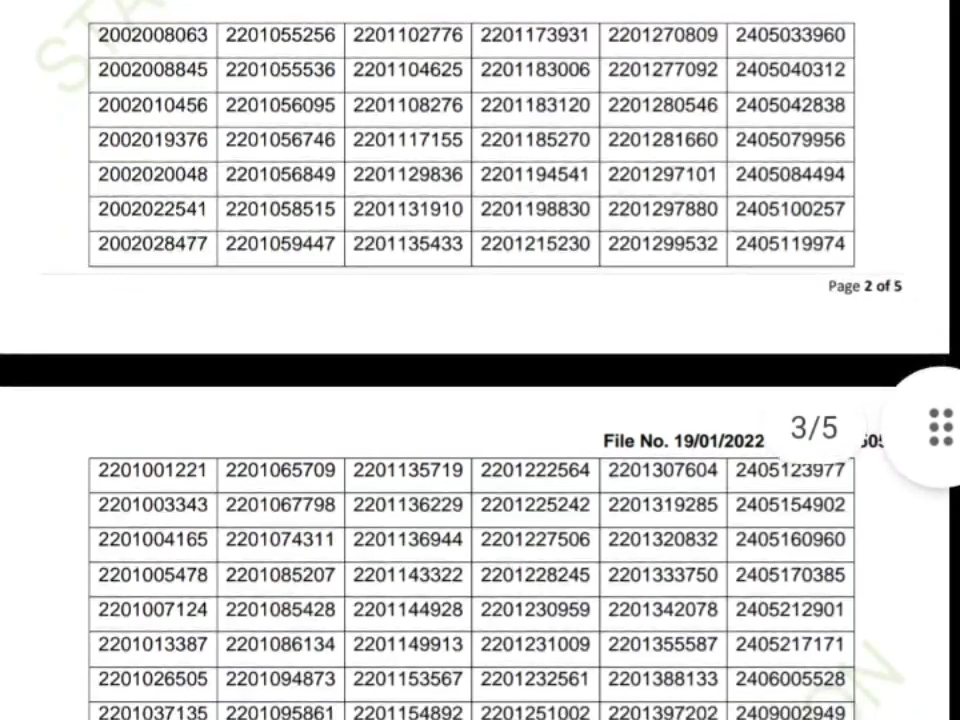 STA
2002008063 2201055256 2201102776 2201173931 2201270809 2405033960
2002008845 2201055536 2201104625 2201183006 2201277092 2405040312
2002010456 2201056095 2201108276 2201183120 2201280546 2405042838
2002019376 2201056746 2201117155 2201185270 2201281660 2405079956
2002020048 2201056849 2201129836 2201194541 2201297101 2405084494
2002022541 2201058515 2201131910 2201198830 2201297880 2405100257
2002028477 2201059447 2201135433 2201215230 2201299532 2405119974
Page 2 of 5
3/5
File No. 19/01/2022
2201001221 2201065709 2201135719 2201222564 2201307604 2405123977
2201003343 2201067798 2201136229 2201225242 2201319285 2405154902
2201004165 2201074311 2201136944 2201227506 2201320832 2405160960
2201005478 2201085207 2201143322 2201228245 2201333750 2405170385
2201007124 2201085428 2201144928 2201230959 2201342078 2405212901
2201013387 2201086134 2201149913 2201231009 2201355587 2405217171
2201026505 2201094873 2201153567 2201232561 2201388133 2406005528
2201037135 2201095861 2201154892 2201251002 2201397202 2409002949
ON